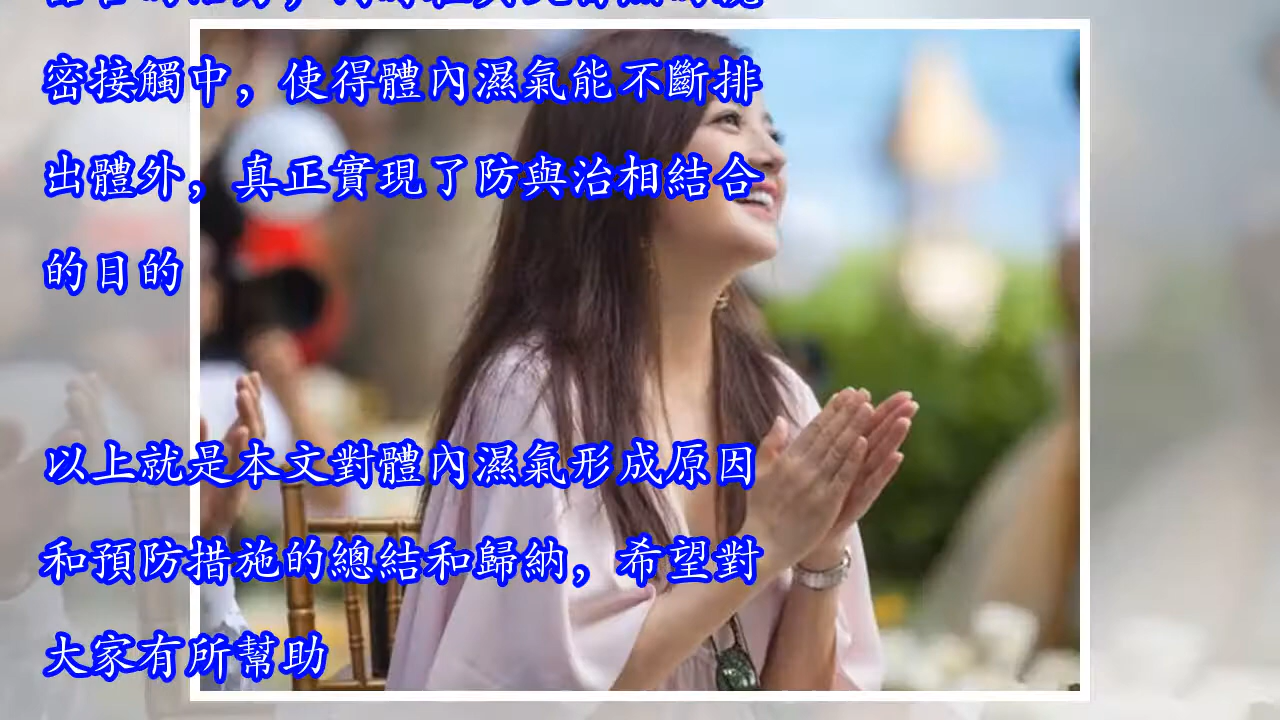 密接觸中，使得體內濕氣能不斷排
出體外，真正實現了防與治相結合
的目的
以上就是本文對體內濕氣形成原因
和預防措施的總結和歸納，希望對
大家有所幫助